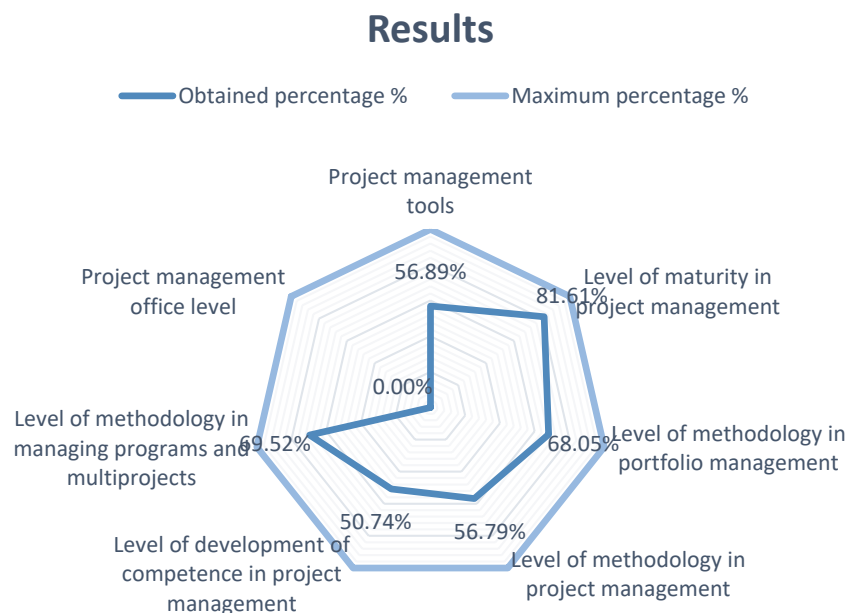 Results
Obtained percentage %
Maximum percentage %
Project management
tools
56.89%
Level of maturity in
project management
81.61%
Level of methodology in
portfolio management
68.05%
Level of methodology in
project management
56.79%
Level of development of
competence in project
management
50.74%
Level of methodology in
managing programs and
multiprojects
69.52%
Project management
office level
0.00%